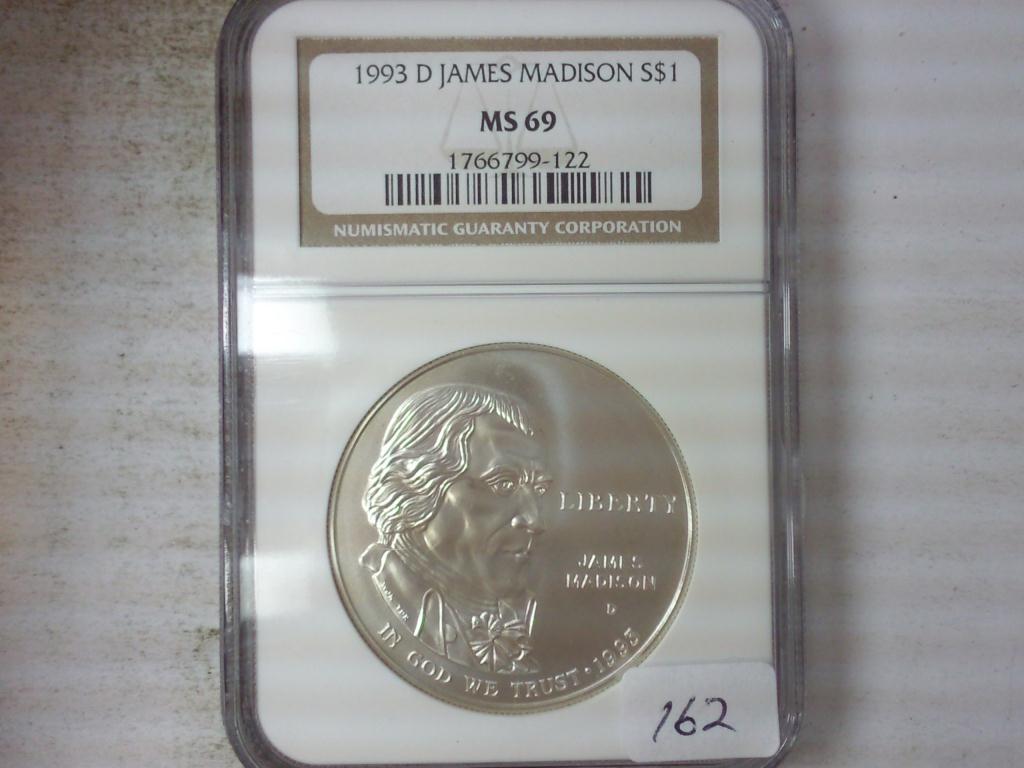 1993 D JAMES MADISON S$1
MS 69
1766799-122
NUMISMATIC GUARANTY CORPORATION
LIBERTY
JAMES
MADISON
D
IN GOD WE TRUST · 1993
162